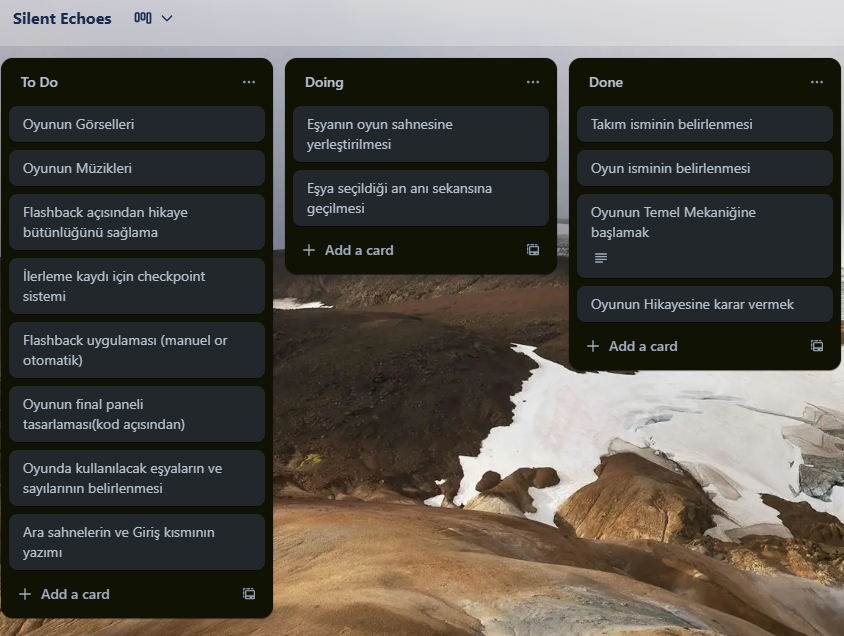 Silent Echoes
To Do
Oyunun Görselleri
Oyunun Müzikleri
Flashback açısından hikaye
bütünlüğünü sağlama
İlerleme kaydı için checkpoint
sistemi
Flashback uygulaması (manuel or
otomatik)
Oyunun final paneli
tasarlaması(kod açısından)
Oyunda kullanılacak eşyaların ve
sayılarının belirlenmesi
Ara sahnelerin ve Giriş kısmının
yazımı
Add a card
Doing
Eşyanın oyun sahnesine
yerleştirilmesi
Eşya seçildiği an anı sekansına
geçilmesi
Add a card
Done
Takım isminin belirlenmesi
Oyun isminin belirlenmesi
Oyunun Temel Mekaniğine
başlamak
Oyunun Hikayesine karar vermek
Add a card